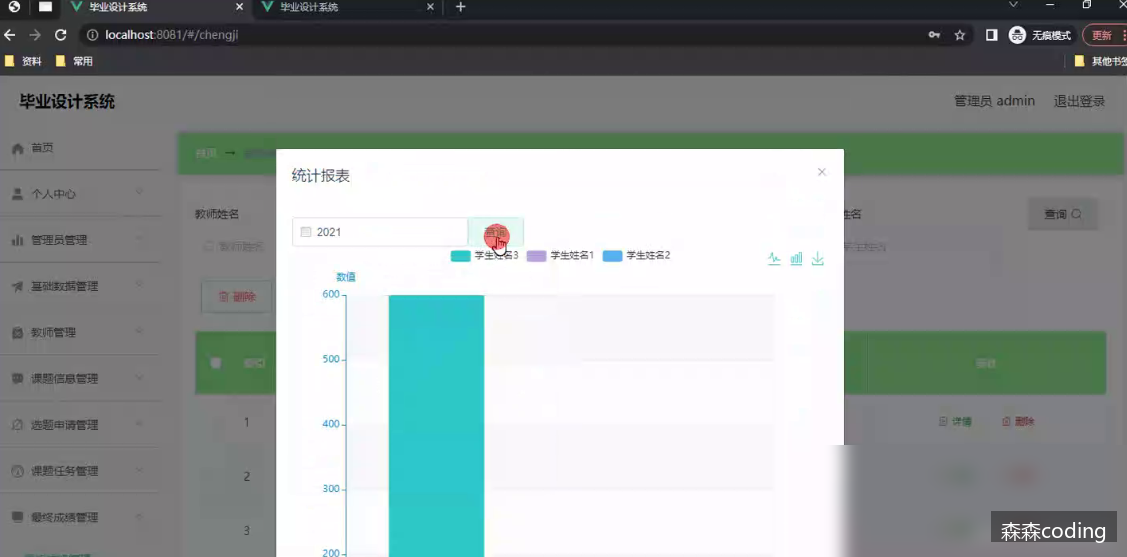 毕业设计系统 毕业设计系统
localhost:8081/#/chengji 无痕模式 更新
资料 常用 其他书签
毕业设计系统 管理员 admin 退出登录
首页
个人中心
管理员管理
基础数据管理
教师管理
课题信息管理
选题申请管理
课题任务管理
最终成绩管理
首页
教师姓名
教师姓名
查询
删除
统计报表
2021
查询
学生姓名3 学生姓名1 学生姓名2
数值
600
500
400
300
200
1 详情 删除
2
3
森森coding